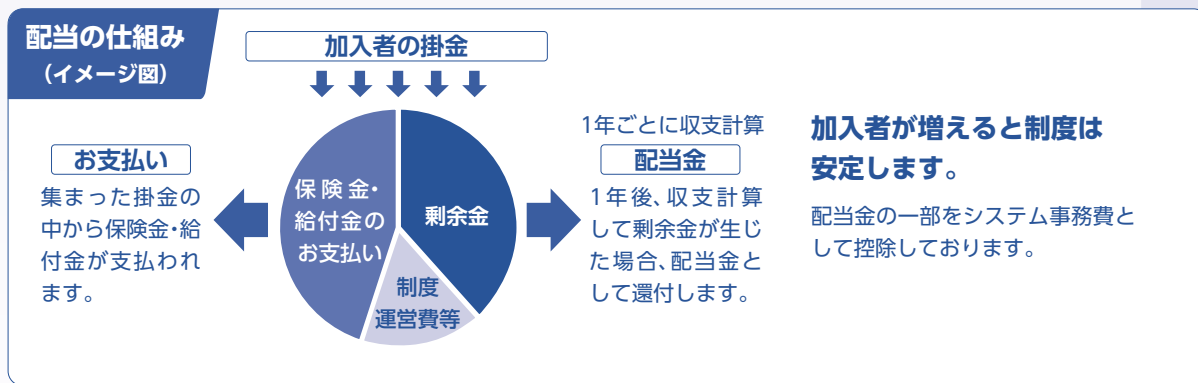 配当の仕組み
（イメージ図）
加入者の掛金
お支払い
集まった掛金の
中から保険金・給
付金が支払われ
ます。
保険金・
給付金の
お支払い
剰余金
制度
運営費等
1年ごとに収支計算
配当金
1年後、収支計算
して剰余金が生じ
た場合、配当金と
して還付します。
加入者が増えると制度は
安定します。
配当金の一部をシステム事務費と
して控除しております。